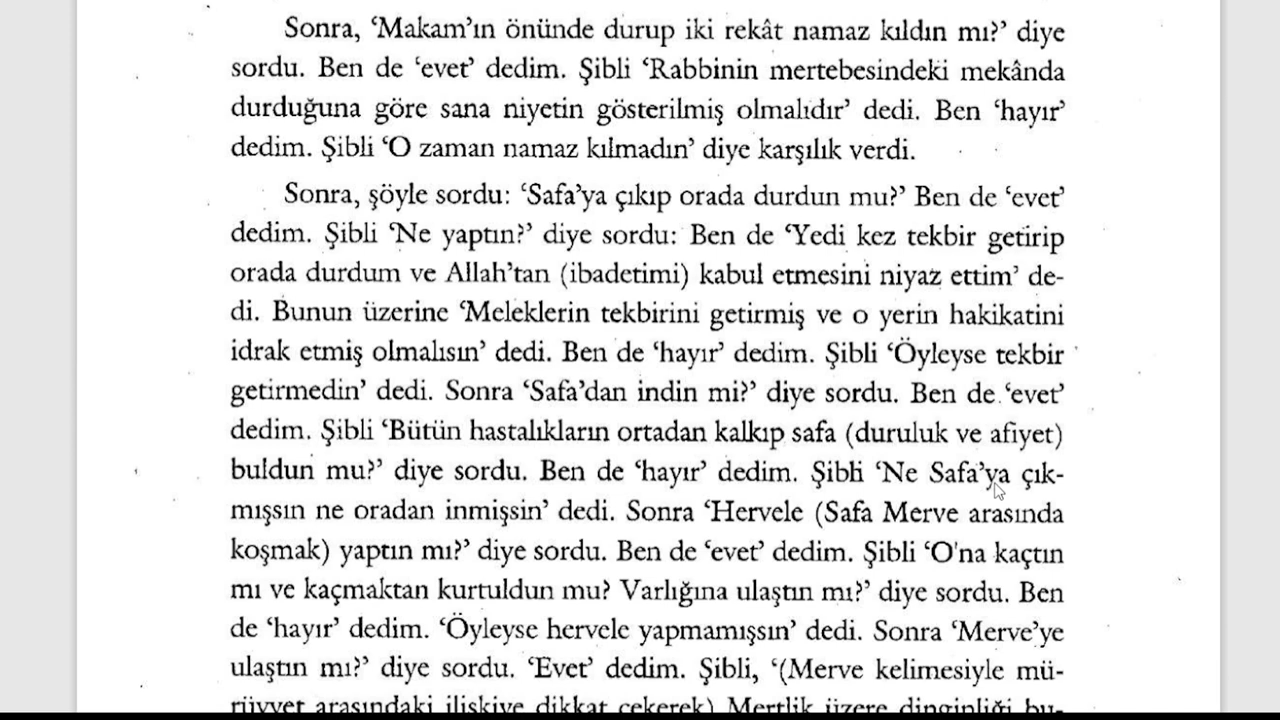 Sonra, ‘Makam’ın önünde durup iki rekât namaz kıldın mı?’ diye
sordu. Ben de ‘evet’ dedim. Şibli ‘Rabbinin mertebesindeki mekânda
durduğuna göre sana niyetin gösterilmiş olmalıdır’ dedi. Ben ‘hayır’
dedim. Şibli ‘O zaman namaz kılmadın’ diye karşılık verdi.
Sonra, şöyle sordu: ‘Safa’ya çıkıp orada durdun mu?’ Ben de ‘evet’
dedim. Şibli ‘Ne yaptın?’ diye sordu: Ben de ‘Yedi kez tekbir getirip
orada durdum ve Allah’tan (ibadetimi) kabul etmesini niyaz ettim’ de-
di. Bunun üzerine ‘Meleklerin tekbirini getirmiş ve o yerin hakikatini
idrak etmiş olmalısın’ dedi. Ben de ‘hayır’ dedim. Şibli ‘Öyleyse tekbir
getirmedin’ dedi. Sonra ‘Safa’dan indin mi?’ diye sordu. Ben de ‘evet’
dedim. Şibli ‘Bütün hastalıkların ortadan kalkıp safa (duruluk ve afiyet)
buldun mu?’ diye sordu. Ben de ‘hayır’ dedim. Şibli ‘Ne Safa’ya çık-
mışsın ne oradan inmişsin’ dedi. Sonra ‘Hervele (Safa Merve arasında
koşmak) yaptın mı?’ diye sordu. Ben de ‘evet’ dedim. Şibli ‘O'na kaçtın
mı ve kaçmaktan kurtuldun mu? Varlığına ulaştın mı?’ diye sordu. Ben
de ‘hayır’ dedim. ‘Öyleyse hervele yapmamışsın’ dedi. Sonra ‘Merve’ye
ulaştın mı?’ diye sordu. ‘Evet’ dedim. Şibli, ‘(Merve kelimesiyle mü-
rüvvet arasındaki ilişkiye dikkat çekerek) Mertlik üzere dinginliği bu-